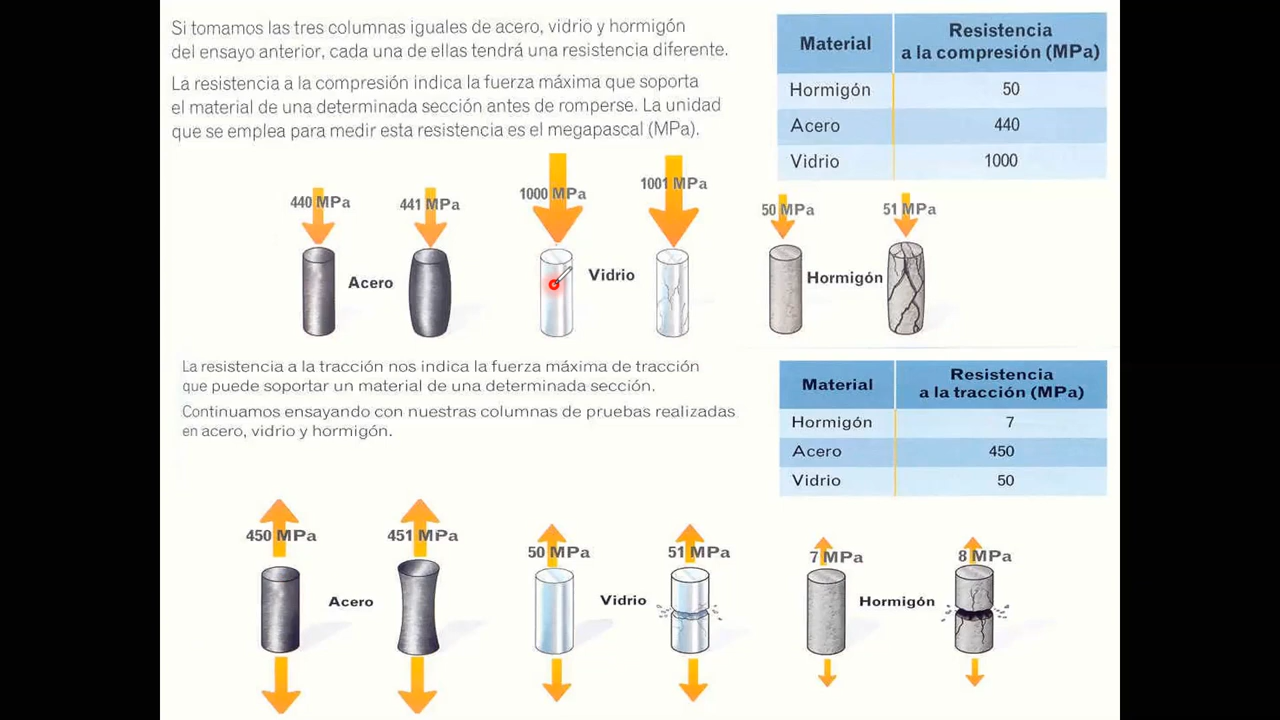 Si tomamos las tres columnas iguales de acero, vidrio y hormigón
del ensayo anterior, cada una de ellas tendrá una resistencia diferente.
La resistencia a la compresión indica la fuerza máxima que soporta
el material de una determinada sección antes de romperse. La unidad
que se emplea para medir esta resistencia es el megapascal (MPa).
Material
Resistencia
a la compresión (MPa)
Hormigón 50
Acero 440
Vidrio 1000
440 MPa
441 MPa
1000 MPa
1001 MPa
50 MPa
51 MPa
Acero
Vidrio
Hormigón
La resistencia a la tracción nos indica la fuerza máxima de tracción
que puede soportar un material de una determinada sección.
Continuamos ensayando con nuestras columnas de pruebas realizadas
en acero, vidrio y hormigón.
Material
Resistencia
a la tracción (MPa)
Hormigón 7
Acero 450
Vidrio 50
450 MPa
451 MPa
50 MPa
51 MPa
7 MPa
8 MPa
Acero
Vidrio
Hormigón